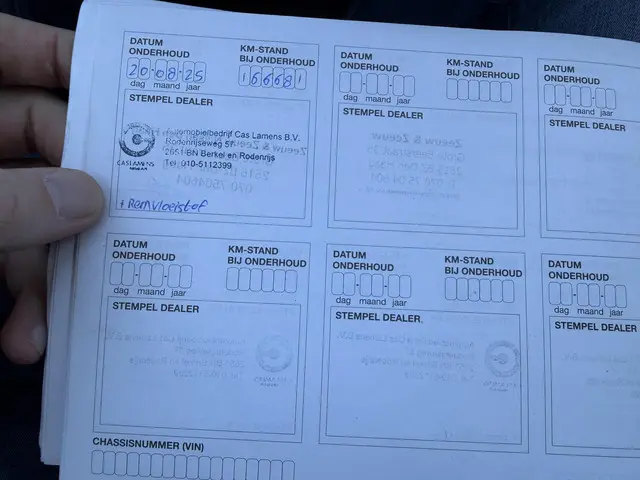 DATUM
ONDERHOUD
KM-STAND
BIJ ONDERHOUD
20-08-25
166681
dag maand jaar
STEMPEL DEALER
Automobielbedrijf Cas Lamens B.V.
Rodenrijseweg 57
2651 BN Berkel en Rodenrijs
Tel. 010-5112399
CAS LAMENS
+ Remvloeistof
DATUM
ONDERHOUD
KM-STAND
BIJ ONDERHOUD
dag maand jaar
STEMPEL DEALER
DATUM
ONDERHOUD
dag maand jaar
STEMPEL DEALER
DATUM
ONDERHOUD
KM-STAND
BIJ ONDERHOUD
dag maand jaar
STEMPEL DEALER
DATUM
ONDERHOUD
KM-STAND
BIJ ONDERHOUD
dag maand jaar
STEMPEL DEALER
DATUM
ONDERHOUD
dag maand jaar
STEMPEL DEALER
CHASSISNUMMER (VIN)